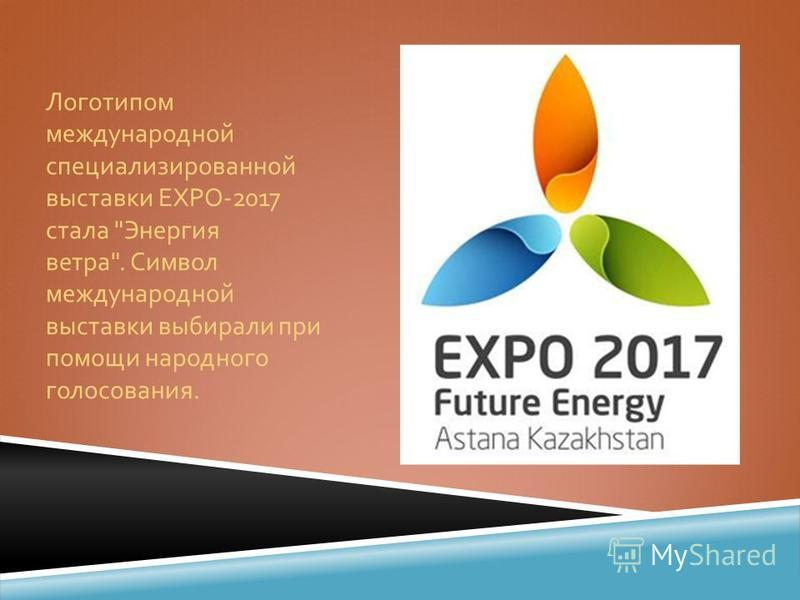 Логотипом
международной
специализированной
выставки EXPO-2017
стала "Энергия
ветра". Символ
международной
выставки выбирали при
помощи народного
голосования.
EXPO 2017
Future Energy
Astana Kazakhstan
MyShared